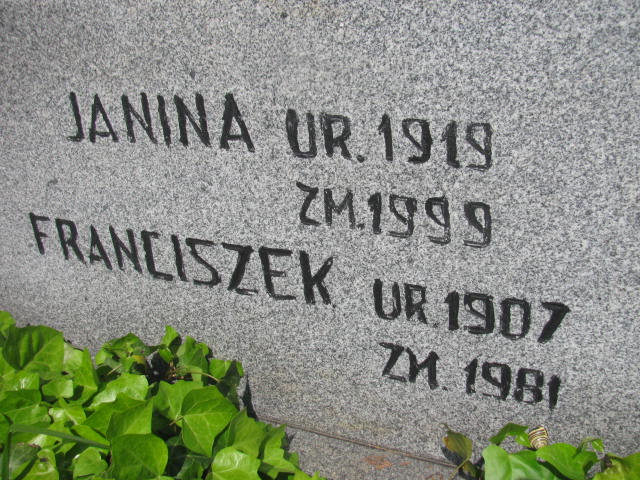 JANINA UR. 1919
ZM. 1999
FRANCISZEK UR. 1907
ZM. 1981